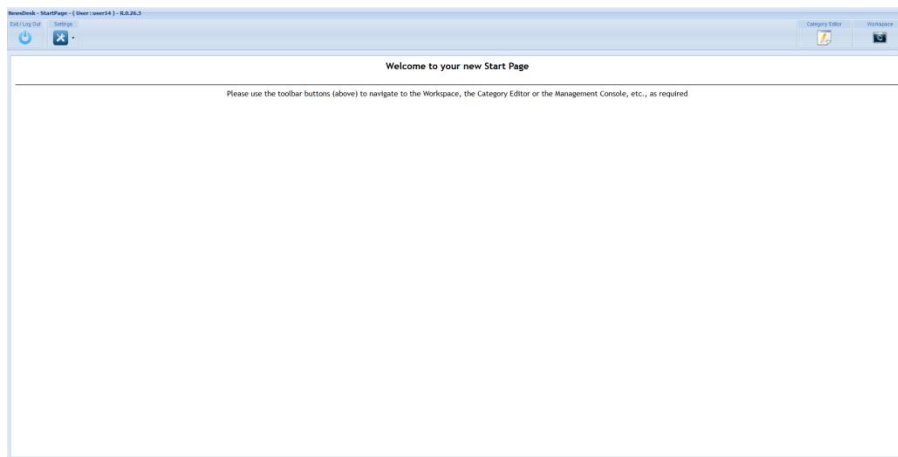 NewsDesk - StartPage - ( User : user14 ) - 8.0.26.3
Exit / Log Out Settings Category Editor Workspace
Welcome to your new Start Page
Please use the toolbar buttons (above) to navigate to the Workspace, the Category Editor or the Management Console, etc., as required